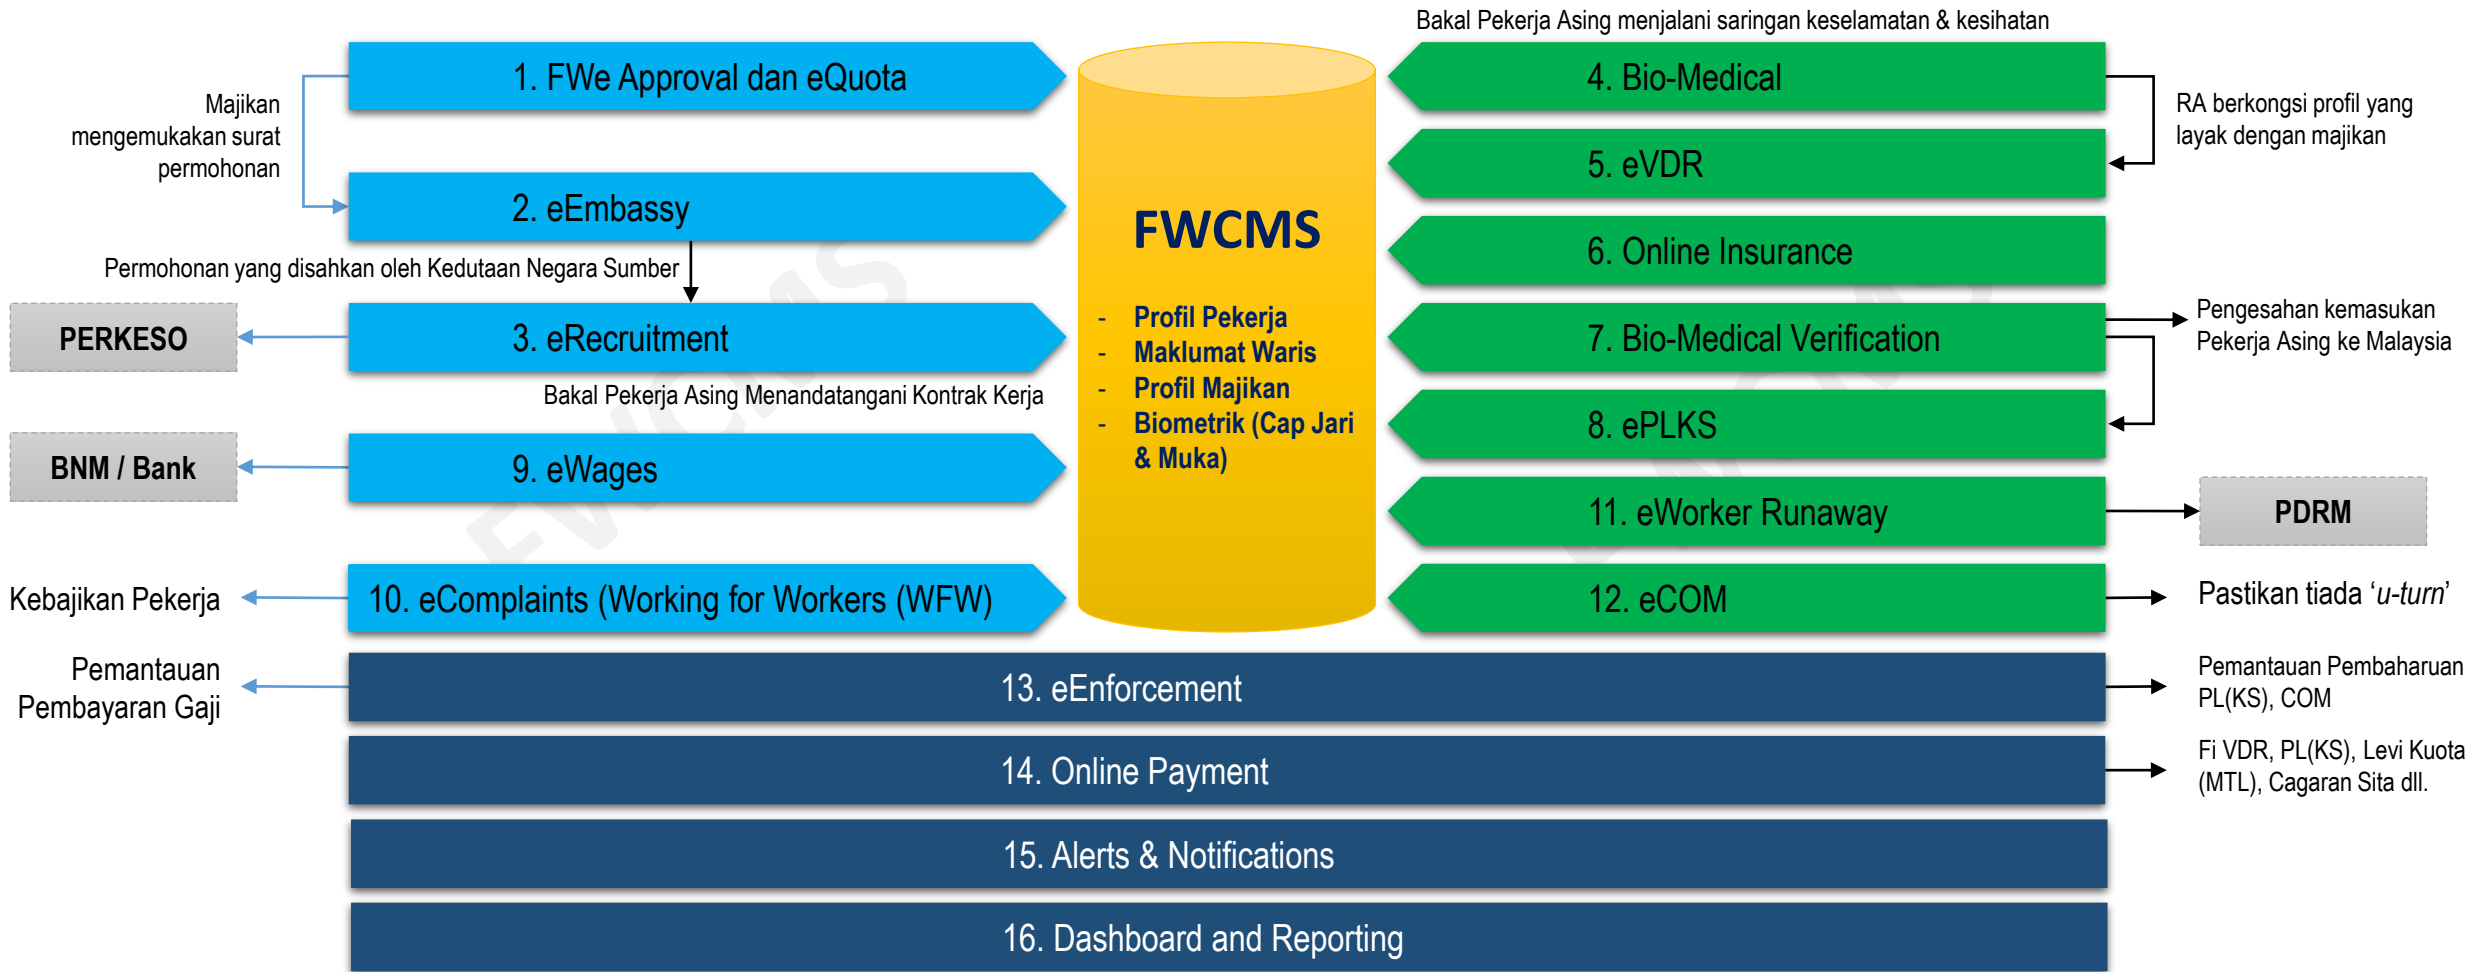 Bakal Pekerja Asing menjalani saringan keselamatan & kesihatan
1. FWe Approval dan eQuota
Majikan
mengemukakan surat
permohonan
2. eEmbassy
Permohonan yang disahkan oleh Kedutaan Negara Sumber
PERKESO
3. eRecruitment
Bakal Pekerja Asing Menandatangani Kontrak Kerja
BNM / Bank
9. eWages
Kebajikan Pekerja
10. eComplaints (Working for Workers (WFW)
FWCMS
- Profil Pekerja
- Maklumat Waris
- Profil Majikan
- Biometrik (Cap Jari
& Muka)
4. Bio-Medical
RA berkongsi profil yang
layak dengan majikan
5. eVDR
6. Online Insurance
7. Bio-Medical Verification
Pengesahan kemasukan
Pekerja Asing ke Malaysia
8. ePLKS
11. eWorker Runaway
PDRM
12. eCOM
Pastikan tiada ‘u-turn’
Pemantauan
Pembayaran Gaji
13. eEnforcement
Pemantauan Pembaharuan
PL(KS), COM
14. Online Payment
Fi VDR, PL(KS), Levi Kuota
(MTL), Cagaran Sita dll.
15. Alerts & Notifications
16. Dashboard and Reporting
FWCMS